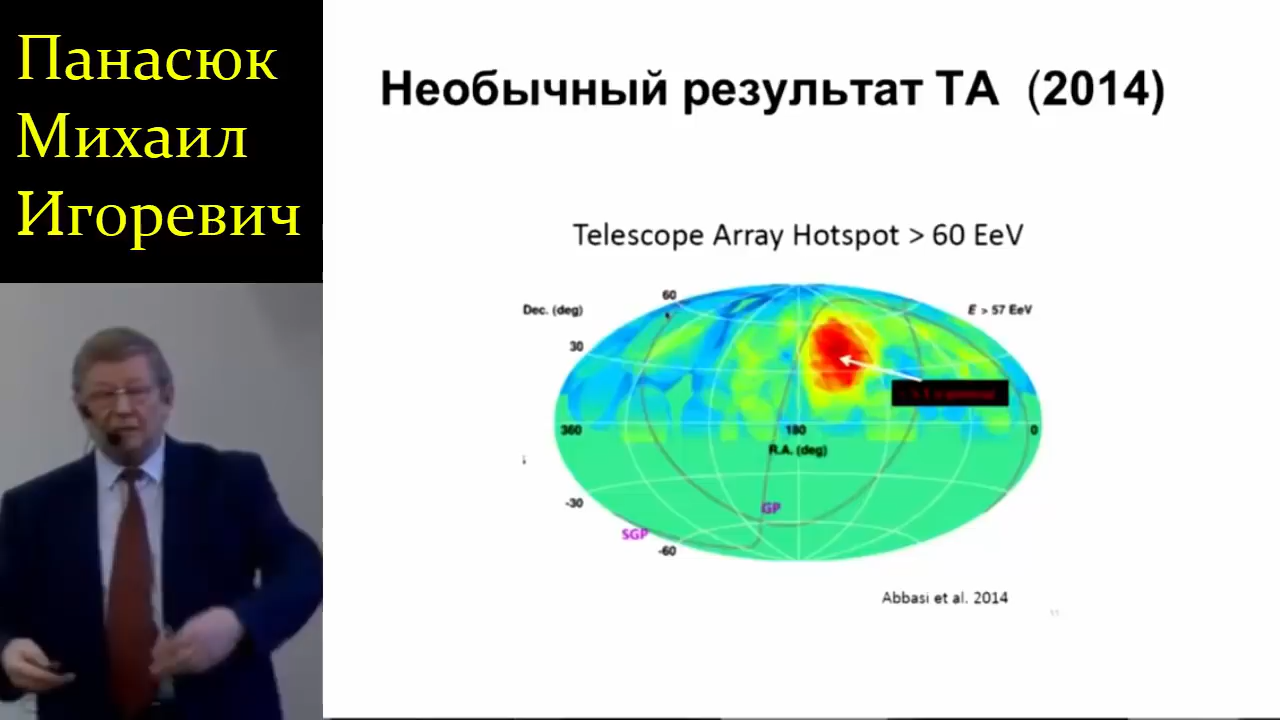 Панасюк
Михаил
Игоревич
Необычный результат ТА (2014)
Telescope Array Hotspot > 60 EeV
Dec. (deg)
60
E > 57 EeV
30
360
180
0
R.A. (deg)
-30
GP
SGP
-60
Abbasi et al. 2014